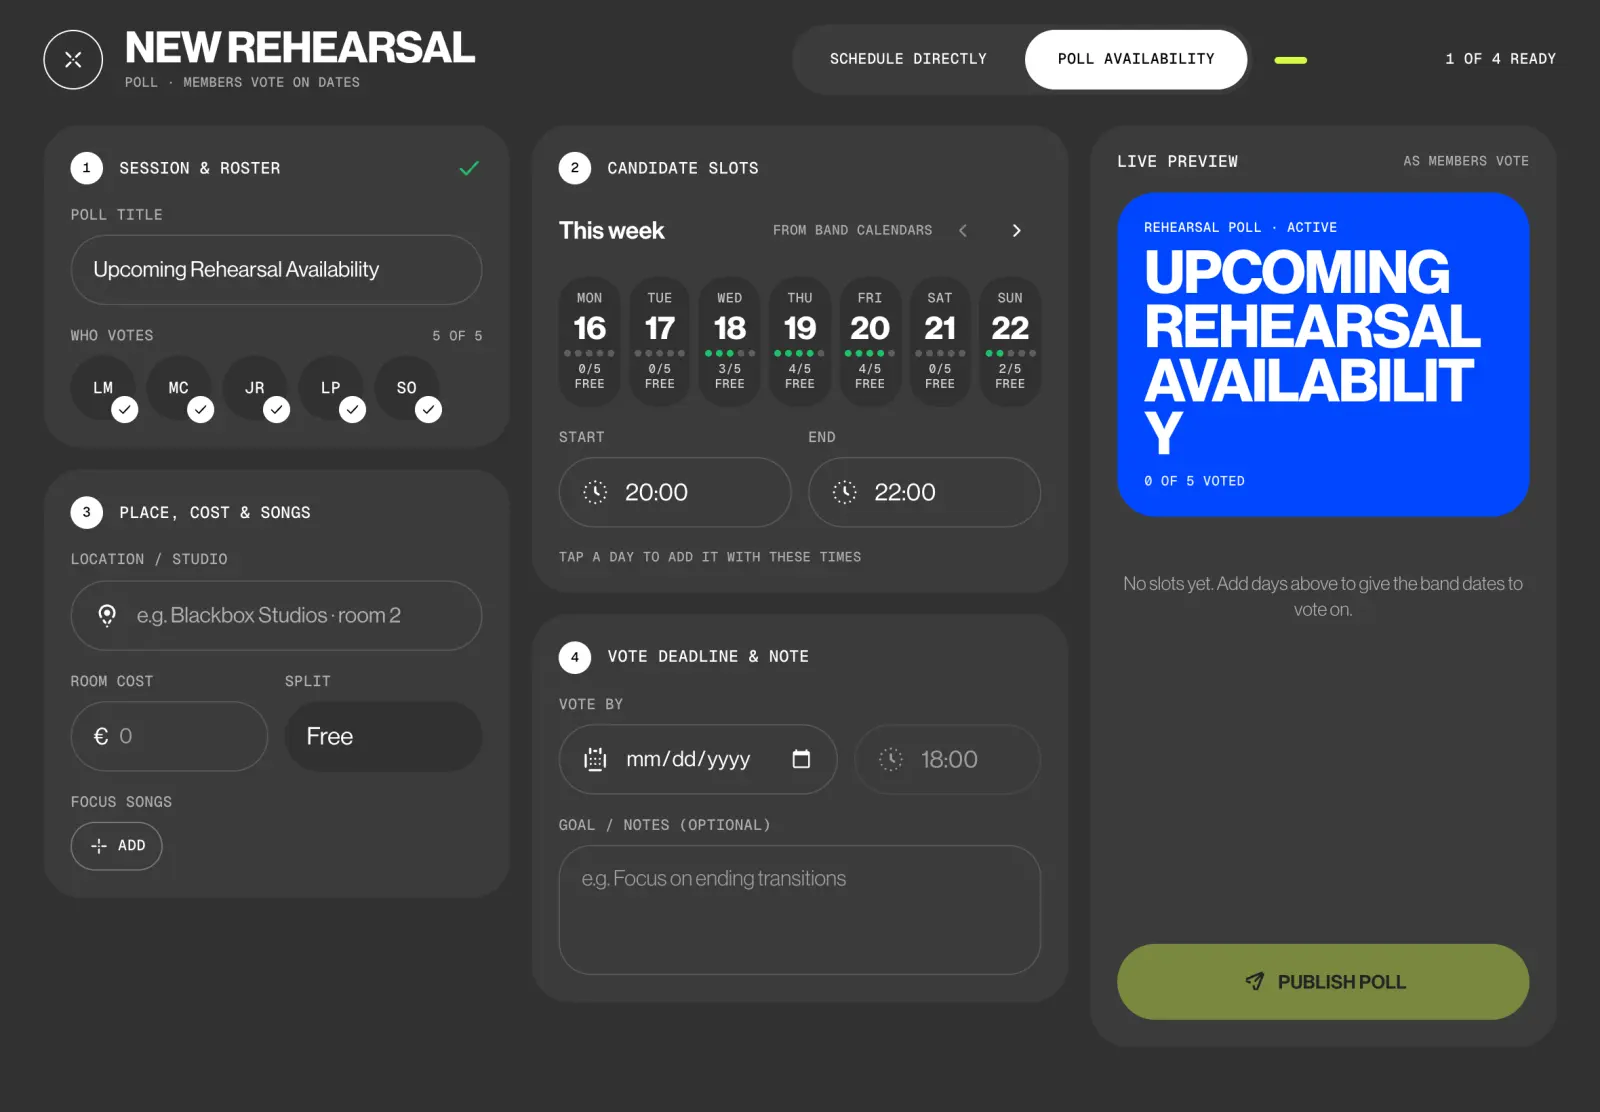 NEW REHEARSAL
POLL · MEMBERS VOTE ON DATES
SCHEDULE DIRECTLY
POLL AVAILABILITY
1 OF 4 READY
1 SESSION & ROSTER
POLL TITLE
Upcoming Rehearsal Availability
WHO VOTES
5 OF 5
LM MC JR LP SO
3 PLACE, COST & SONGS
LOCATION / STUDIO
e.g. Blackbox Studios · room 2
ROOM COST SPLIT
€ 0 Free
FOCUS SONGS
ADD
2 CANDIDATE SLOTS
This week
FROM BAND CALENDARS
MON TUE WED THU FRI SAT SUN
16 17 18 19 20 21 22
0/5 0/5 3/5 4/5 4/5 0/5 2/5
FREE FREE FREE FREE FREE FREE FREE
START END
20:00 22:00
TAP A DAY TO ADD IT WITH THESE TIMES
4 VOTE DEADLINE & NOTE
VOTE BY
mm/dd/yyyy 18:00
GOAL / NOTES (OPTIONAL)
e.g. Focus on ending transitions
LIVE PREVIEW
AS MEMBERS VOTE
REHEARSAL POLL · ACTIVE
UPCOMING
REHEARSAL
AVAILABILIT
Y
0 OF 5 VOTED
No slots yet. Add days above to give the band dates to
vote on.
PUBLISH POLL